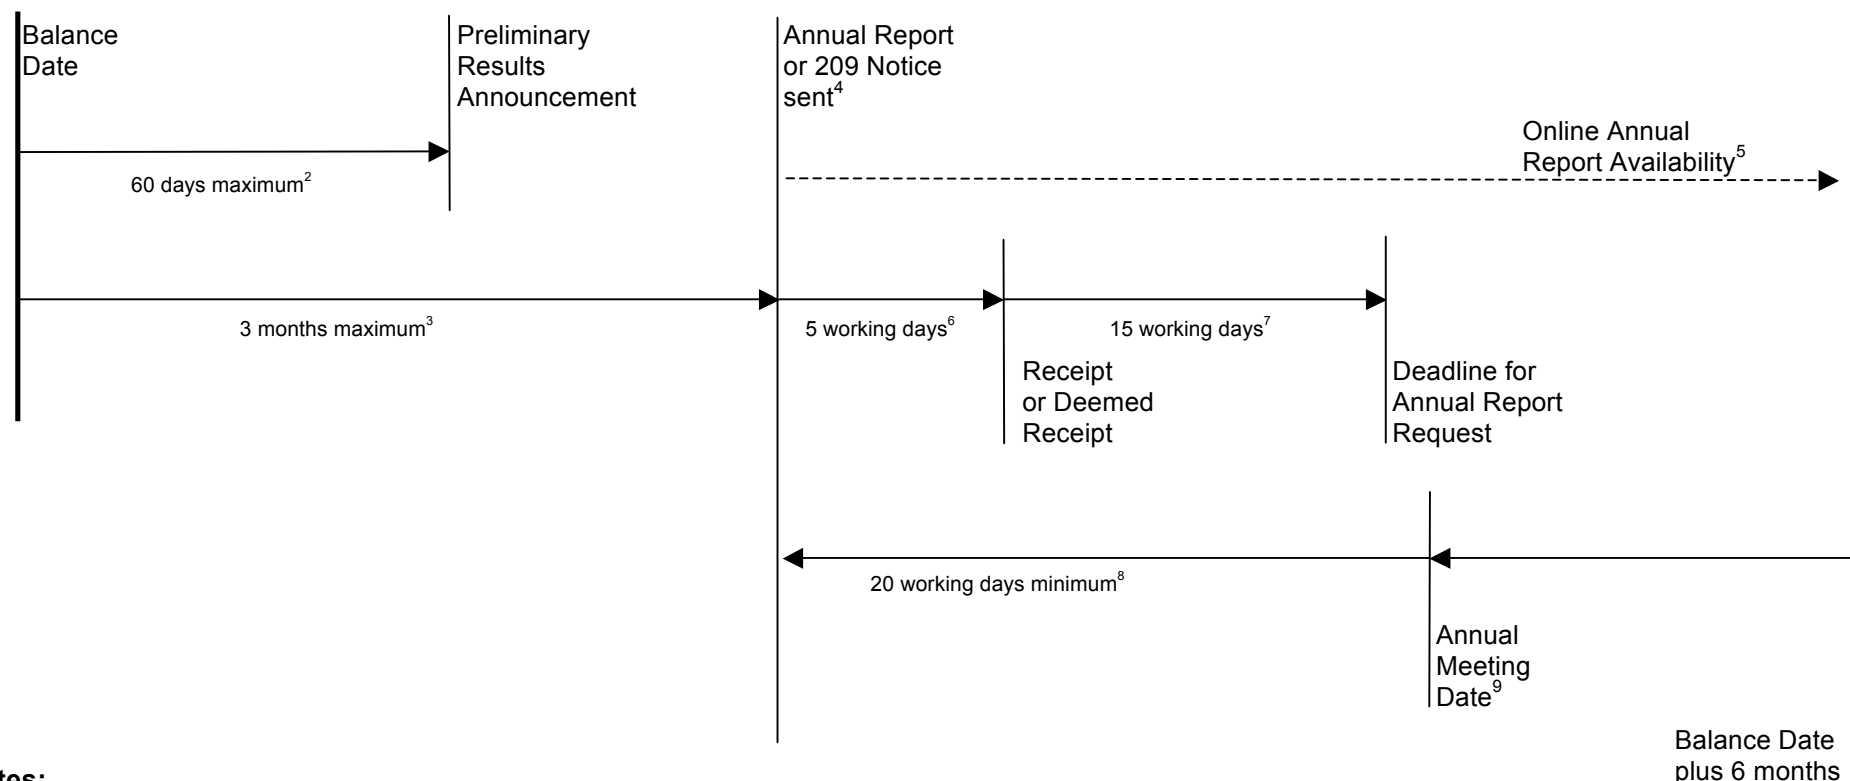 Balance
Date
Preliminary
Results
Announcement
Annual Report
or 209 Notice
sent4
Online Annual
Report Availability5
60 days maximum2
3 months maximum3
5 working days6
15 working days7
Receipt
or Deemed
Receipt
Deadline for
Annual Report
Request
20 working days minimum8
Annual
Meeting
Date9
Balance Date
plus 6 months
tes: